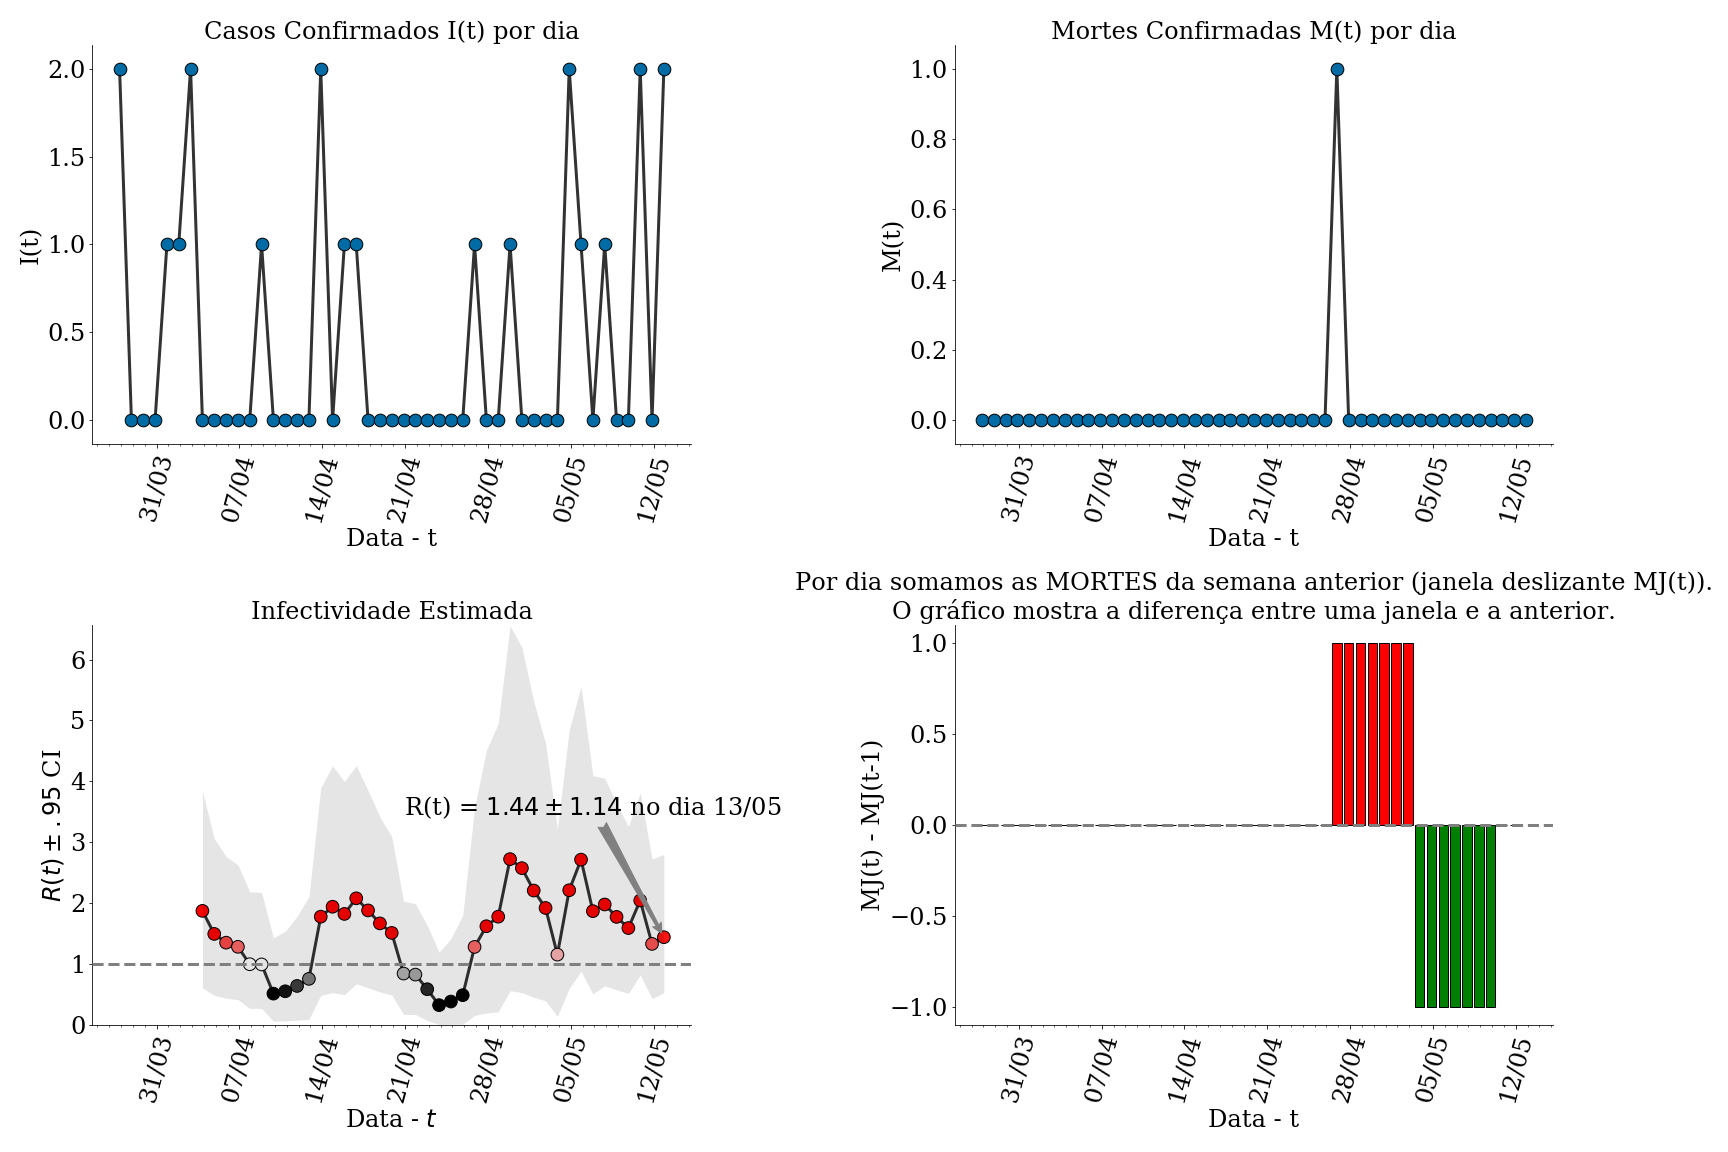 Casos Confirmados I(t) por dia
I(t)
2.0
1.5
1.0
0.5
0.0
31/03 07/04 14/04 21/04 28/04 05/05 12/05
Data - t
Mortes Confirmadas M(t) por dia
M(t)
1.0
0.8
0.6
0.4
0.2
0.0
31/03 07/04 14/04 21/04 28/04 05/05 12/05
Data - t
Infectividade Estimada
R(t) ± .95 CI
6
5
4
3
2
1
0
R(t) = 1.44 ± 1.14 no dia 13/05
31/03 07/04 14/04 21/04 28/04 05/05 12/05
Data - t
Por dia somamos as MORTES da semana anterior (janela deslizante MJ(t)).
O gráfico mostra a diferença entre uma janela e a anterior.
MJ(t) - MJ(t-1)
1.0
0.5
0.0
−0.5
−1.0
31/03 07/04 14/04 21/04 28/04 05/05 12/05
Data - t